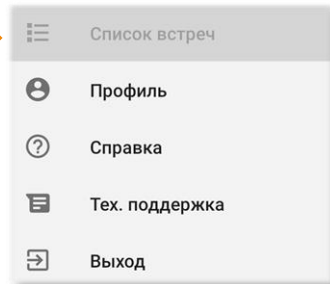 Список встреч
Профиль
Справка
Тех. поддержка
Выход